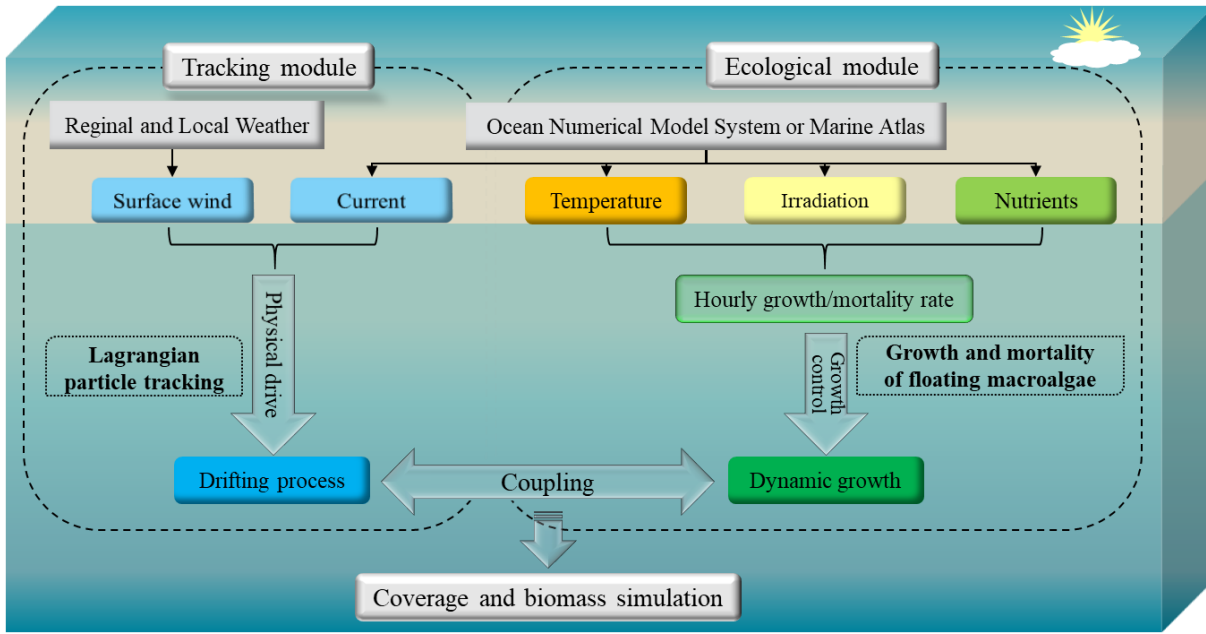 Tracking module
Ecological module
Reginal and Local Weather
Ocean Numerical Model System or Marine Atlas
Surface wind
Current
Temperature
Irradiation
Nutrients
Hourly growth/mortality rate
Physical drive
Lagrangian
particle tracking
Growth
control
Growth and mortality
of floating macroalgae
Drifting process
Coupling
Dynamic growth
Coverage and biomass simulation